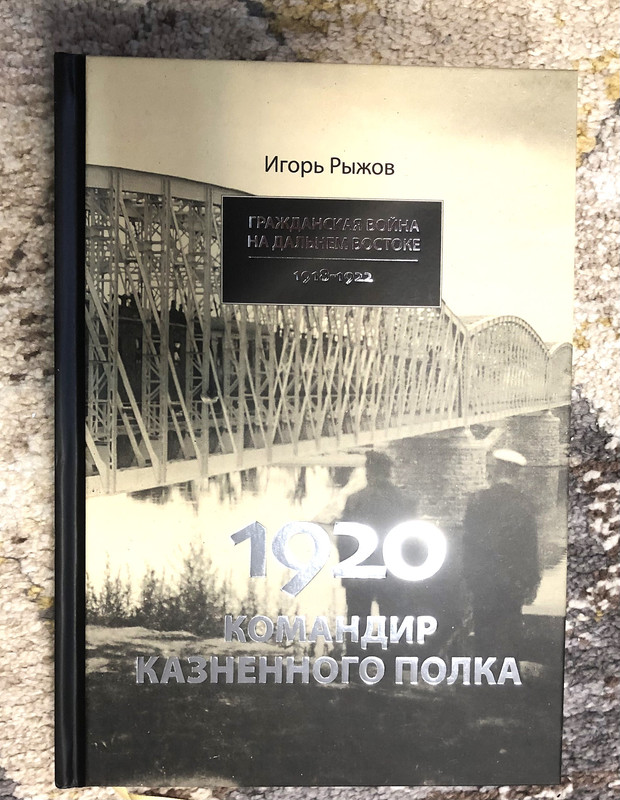 Игорь Рыжов
ГРАЖДАНСКАЯ ВОЙНА
НА ДАЛЬНЕМ ВОСТОКЕ
1918-1922
1920
КОМАНДИР
КАЗНЕННОГО ПОЛКА